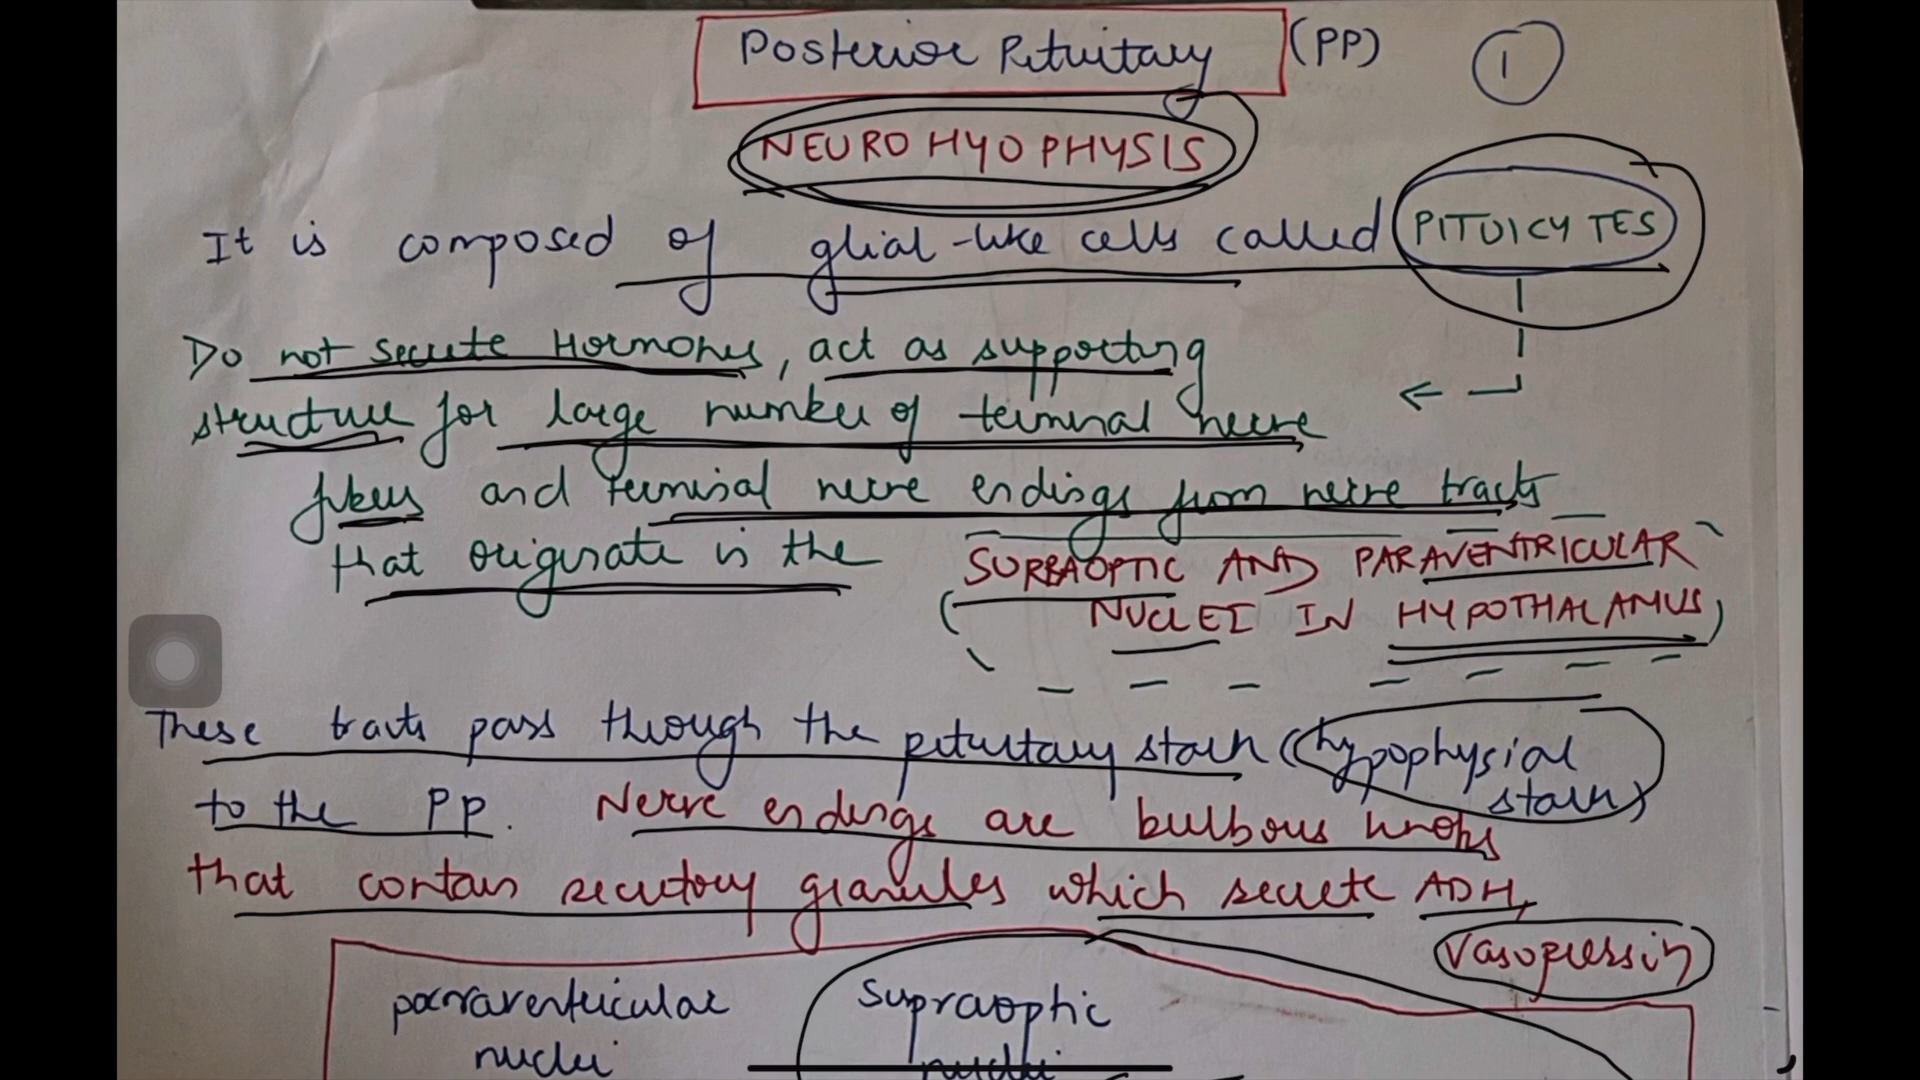 Posterior Pituitary (PP) 1
NEUROHYOPHYSIS
It is composed of glial-like cells called PITUICYTES
Do not secrete Hormones, act as supporting
structure for large number of terminal nerve
fibers and terminal nerve endings from nerve tracts
that originate in the SUPRAOPTIC AND PARAVENTRICULAR
NUCLEI IN HYPOTHALAMUS)
These tracts pass through the pituitary stalk (hypophysial
stalk)
to the PP. Nerve endings are bulbous knobs
that contain secretory granules which secrete ADH,
Vasopressin
paraventricular Supraoptic
nuclei nuclei